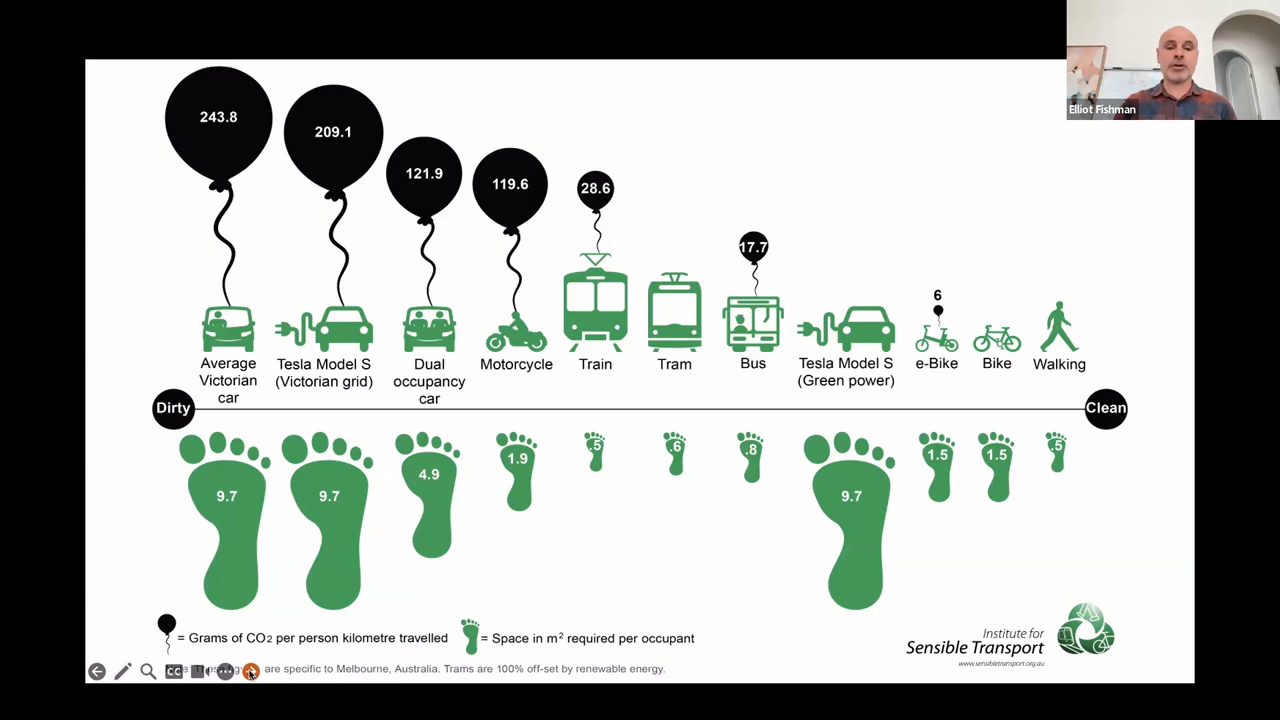 Elliot Fishman
243.8
209.1
121.9
119.6
28.6
17.7
6
Average
Victorian
car
Tesla Model S
(Victorian grid)
Dual
occupancy
car
Motorcycle
Train
Tram
Bus
Tesla Model S
(Green power)
e-Bike
Bike
Walking
Dirty
Clean
9.7
9.7
4.9
1.9
.5
.6
.8
9.7
1.5
1.5
.5
= Grams of CO2 per person kilometre travelled
= Space in m² required per occupant
are specific to Melbourne, Australia. Trams are 100% off-set by renewable energy.
CC
Institute for
Sensible Transport
www.sensibletransport.org.au